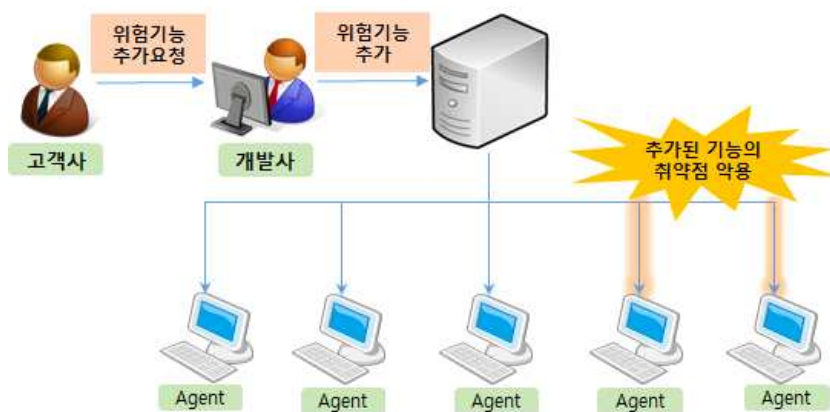 위험기능
추가요청
위험기능
추가
고객사
개발사
추가된 기능의
취약점 악용
Agent
Agent
Agent
Agent
Agent